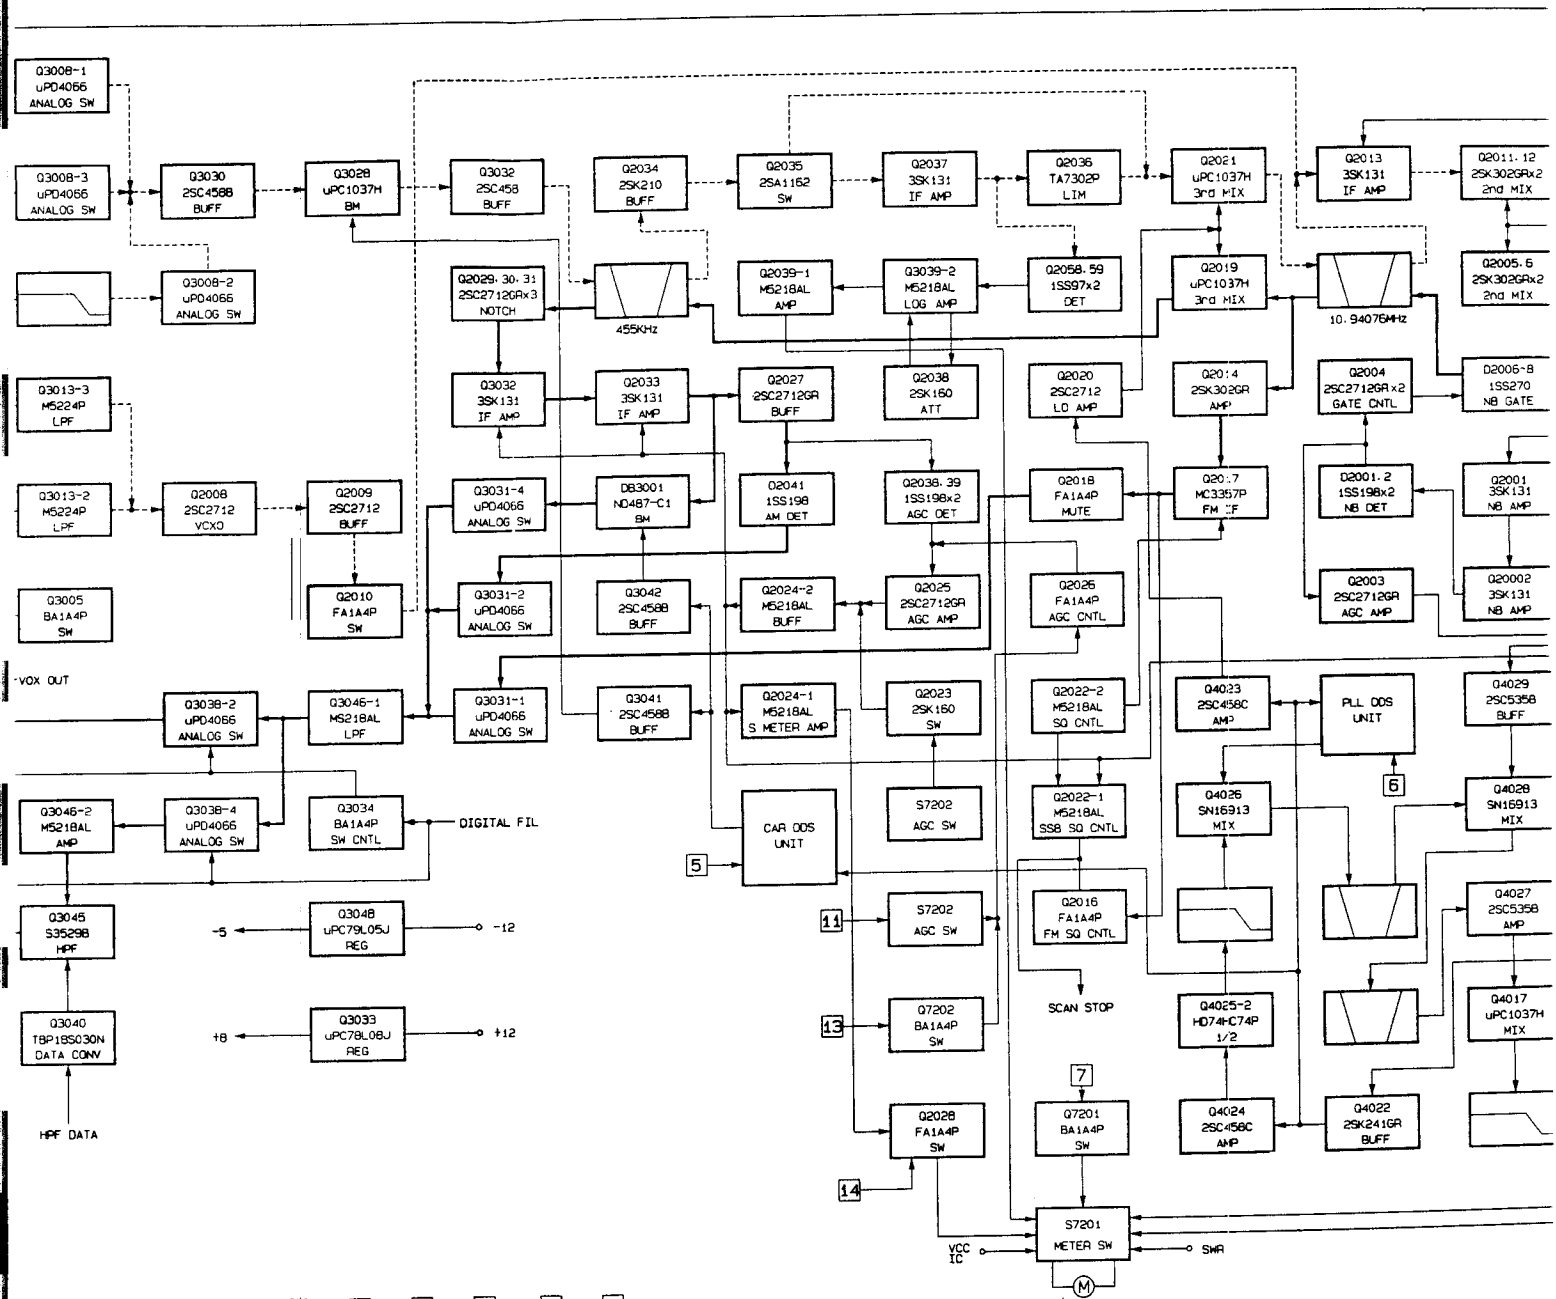 Q3008-1
uPD4066
ANALOG SW
Q3008-3
uPD4066
ANALOG SW
Q3030
2SC458B
BUFF
Q3028
uPC1037H
BM
Q3032
2SC458
BUFF
Q2034
2SK210
BUFF
Q2035
2SA1162
SW
Q2037
3SK131
IF AMP
Q2036
TA7302P
LIM
Q2021
uPC1037H
3rd MIX
Q2013
3SK131
IF AMP
Q2011.12
2SK302GRx2
2nd MIX
Q3008-2
uPD4066
ANALOG SW
Q2029.30.31
2SC2712GRx3
NOTCH
455KHz
Q2039-1
M5218AL
AMP
Q3039-2
M5218AL
LOG AMP
Q2058.59
1SS97x2
DET
Q2019
uPC1037H
3rd MIX
10.94076MHz
Q2005.6
2SK302GRx2
2nd MIX
Q3013-3
M5224P
LPF
Q3032
3SK131
IF AMP
Q2033
3SK131
IF AMP
Q2027
2SC2712GR
BUFF
Q2038
2SK160
ATT
Q2020
2SC2712
LO AMP
2SK302GR
AMP
Q2004
2SC2712GRx2
GATE CNTL
D2006-8
1SS270
NB GATE
Q3013-2
M5224P
LPF
Q2008
2SC2712
VCXO
Q2009
2SC2712
BUFF
Q3031-4
uPD4066
ANALOG SW
DB3001
ND487-C1
BM
D2041
1SS198
AM DET
Q2038.39
1SS198x2
AGC DET
Q2018
FA1A4P
MUTE
MC3357P
FM
D2001.2
1SS198x2
NB DET
Q2001
3SK131
NB AMP
Q3005
BA1A4P
SW
Q2010
FA1A4P
SW
Q3031-2
uPD4066
ANALOG SW
Q3042
2SC458B
BUFF
Q2024-2
M5218AL
BUFF
Q2025
2SC2712GR
AGC AMP
Q2026
FA1A4P
AGC CNTL
Q2003
2SC2712GR
AGC AMP
Q20002
3SK131
NB AMP
VOX OUT
Q3038-2
uPD4066
ANALOG SW
Q3046-1
M5218AL
LPF
Q3031-1
uPD4066
ANALOG SW
Q3041
2SC458B
BUFF
Q2024-1
M5218AL
S METER AMP
Q2023
2SK160
SW
Q2022-2
M5218AL
SQ CNTL
Q4023
2SC458C
AMP
PLL DDS
UNIT
Q4029
2SC535B
BUFF
6
Q3046-2
M5218AL
AMP
Q3038-4
uPD4066
ANALOG SW
Q3034
BA1A4P
SW CNTL
DIGITAL FIL
CAR DDS
UNIT
5
S7202
AGC SW
Q2022-1
M5218AL
SSB SQ CNTL
Q4026
SN16913
MIX
Q4028
SN16913
MIX
Q3045
S3529B
HPF
-5
Q3048
uPC79L05J
REG
-12
11
S7202
AGC SW
Q2016
FA1A4P
FM SQ CNTL
Q4027
2SC535B
AMP
SCAN STOP
Q3040
TBP18S030N
DATA CONV
+8
Q3033
uPC78L08J
REG
+12
13
Q7202
BA1A4P
SW
Q4025-2
HD74HC74P
1/2
Q4017
uPC1037H
MIX
7
HPF DATA
Q2028
FA1A4P
SW
Q7201
BA1A4P
SW
Q4024
2SC458C
AMP
Q4022
2SK241GR
BUFF
14
S7201
METER SW
VCC
IC
SWR
M